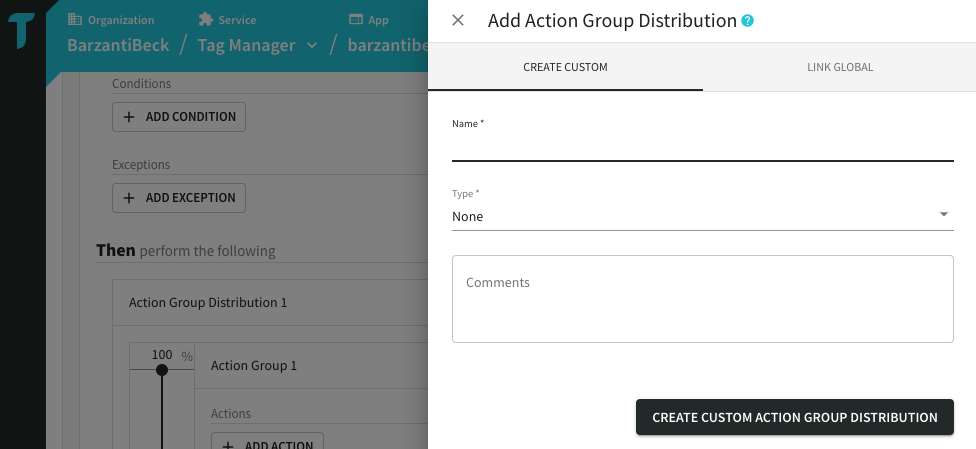 Organization
BarzantiBeck
/
Service
Tag Manager
/
App
barzantibe
Conditions
+ ADD CONDITION
Exceptions
+ ADD EXCEPTION
Then perform the following
Action Group Distribution 1
100 %
Action Group 1
Actions
+ ADD ACTION
Add Action Group Distribution ?
CREATE CUSTOM
LINK GLOBAL
Name *
Type *
None
Comments
CREATE CUSTOM ACTION GROUP DISTRIBUTION